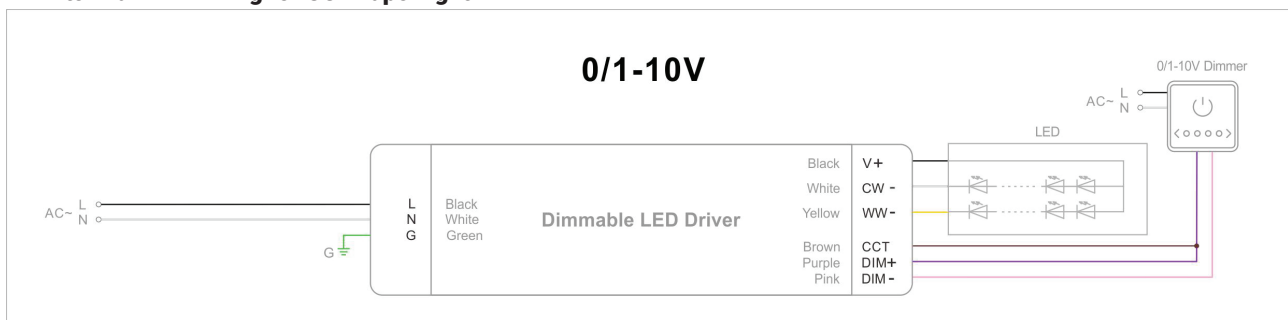 0/1-10V
0/1-10V Dimmer
AC~ L
N
LED
AC~ L
N
G
L Black
N White
G Green
Dimmable LED Driver
Black V+
White CW -
Yellow WW-
Brown CCT
Purple DIM+
Pink DIM -